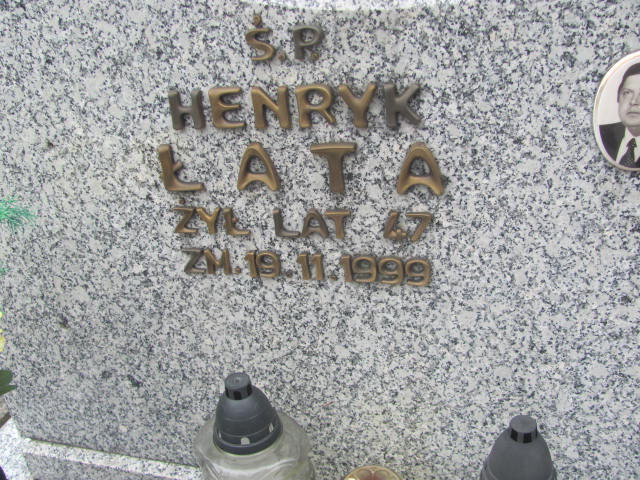 Ś.P.
HENRYK
ŁATA
ŻYŁ LAT 47
ZM.19.11.1999